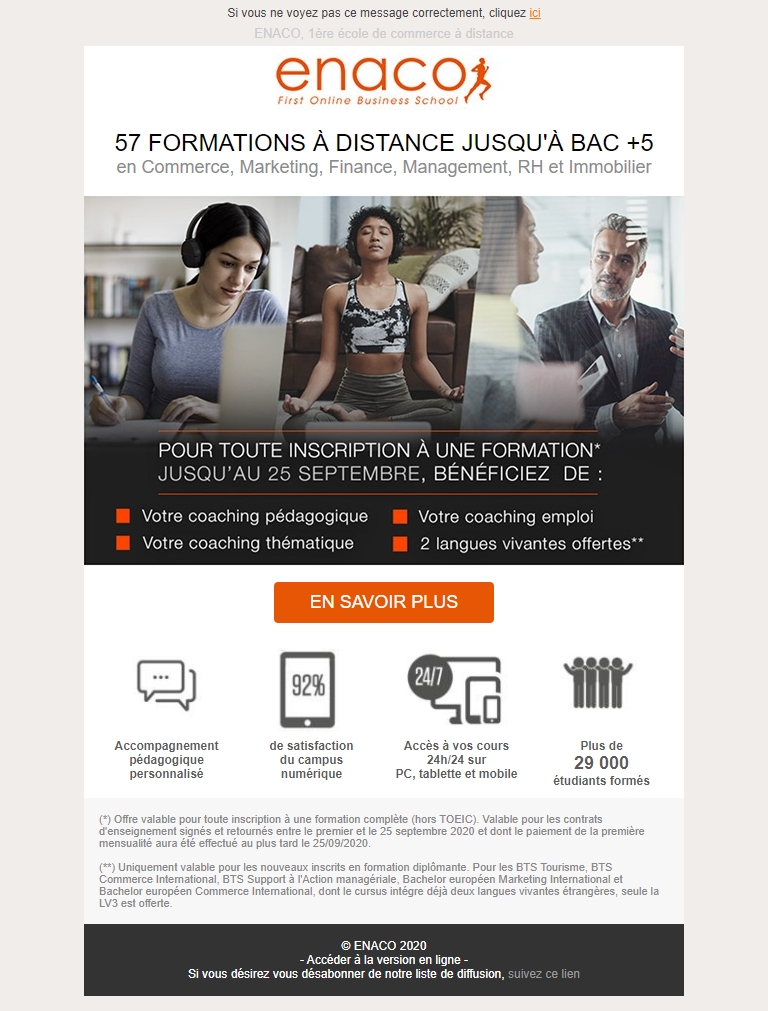 Si vous ne voyez pas ce message correctement, cliquez ici
ENACO, 1ère école de commerce à distance
enaco
First Online Business School
57 FORMATIONS À DISTANCE JUSQU'À BAC +5
en Commerce, Marketing, Finance, Management, RH et Immobilier
POUR TOUTE INSCRIPTION À UNE FORMATION*
JUSQU'AU 25 SEPTEMBRE, BÉNÉFICIEZ DE :
Votre coaching pédagogique
Votre coaching emploi
Votre coaching thématique
2 langues vivantes offertes**
EN SAVOIR PLUS
92%
24/7
Accompagnement
pédagogique
personnalisé
de satisfaction
du campus
numérique
Accès à vos cours
24h/24 sur
PC, tablette et mobile
Plus de
29 000
étudiants formés
(*) Offre valable pour toute inscription à une formation complète (hors TOEIC). Valable pour les contrats
d'enseignement signés et retournés entre le premier et le 25 septembre 2020 et dont le paiement de la première
mensualité aura été effectué au plus tard le 25/09/2020.
(**) Uniquement valable pour les nouveaux inscrits en formation diplômante. Pour les BTS Tourisme, BTS
Commerce International, BTS Support à l'Action managériale, Bachelor européen Marketing International et
Bachelor européen Commerce International, dont le cursus intégre déjà deux langues vivantes étrangères, seule la
LV3 est offerte.
© ENACO 2020
- Accéder à la version en ligne -
Si vous désirez vous désabonner de notre liste de diffusion, suivez ce lien